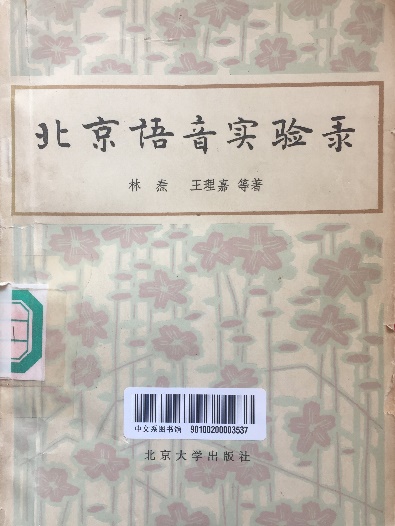 北京语音实验录
林焘 王理嘉 等著
中文系图书馆 90100200003537
北京大学出版社